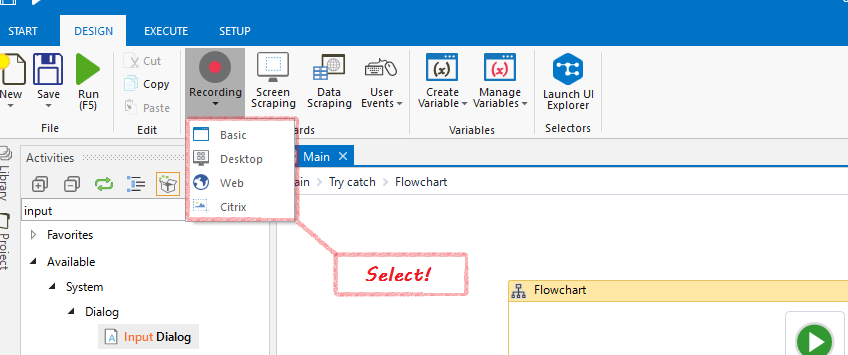 START DESIGN EXECUTE SETUP
New Save Run (F5)
Cut
Copy
Paste
Recording Screen Scraping Data Scraping User Events Create Variable Manage Variables Launch UI Explorer
File Edit ards Variables Selectors
Basic
Desktop
Web
Citrix
Library
Project
Activities
Main
ain > Try catch > Flowchart
input
Favorites
Available
System
Dialog
Input Dialog
Select!
Flowchart